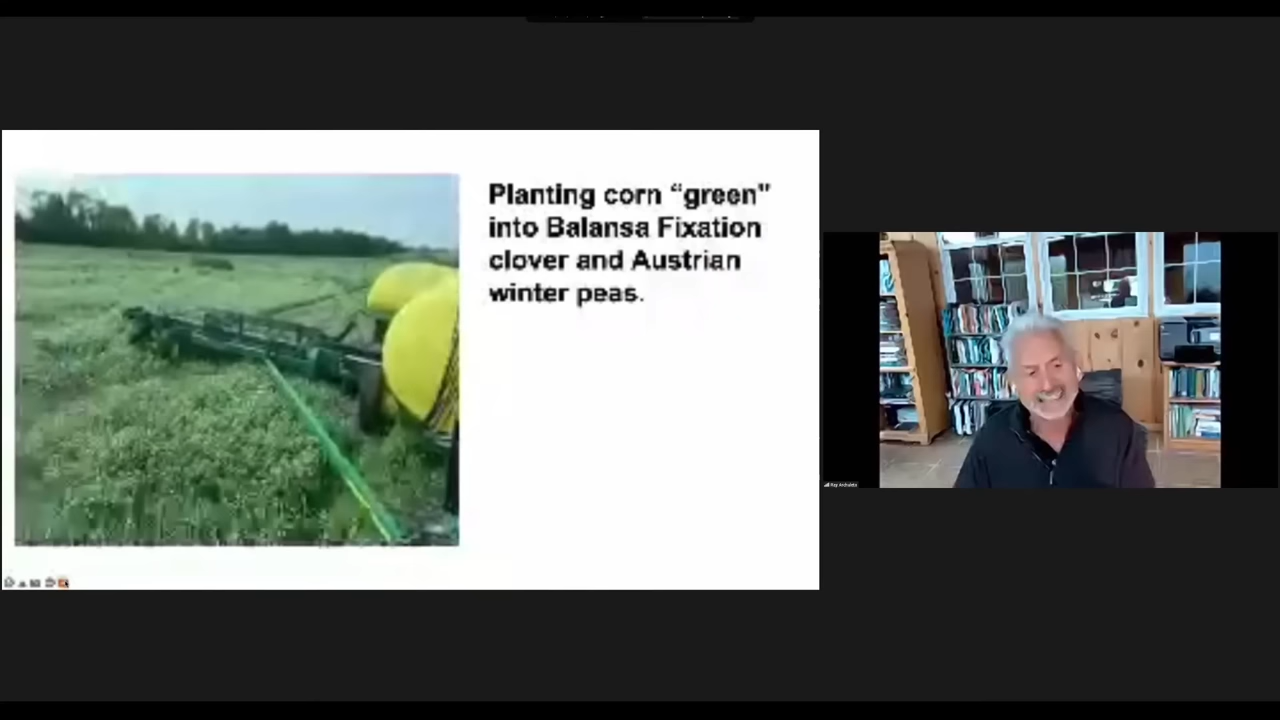 Planting corn “green”
into Balansa Fixation
clover and Austrian
winter peas.